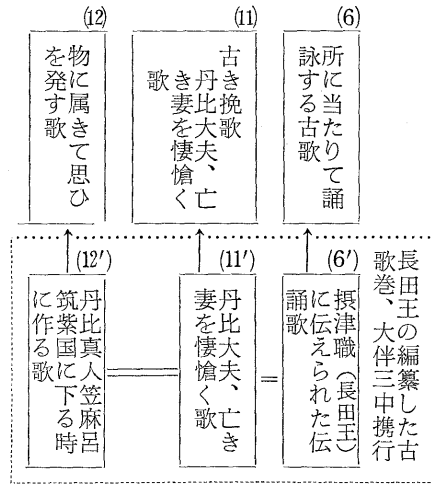 (6)
所に当たりて誦
詠する古歌
(11)
古き挽歌
丹比大夫、亡
き妻を悽愴く
歌
(12)
物に属きて思ひ
を発す歌
長田王の編纂した古
歌巻、大伴三中携行
(6′)
摂津職（長田王）
に伝えられた伝
誦歌
(11′)
丹比大夫、亡き
妻を悽愴く歌
(12′)
丹比真人笠麻呂
筑紫国に下る時
に作る歌